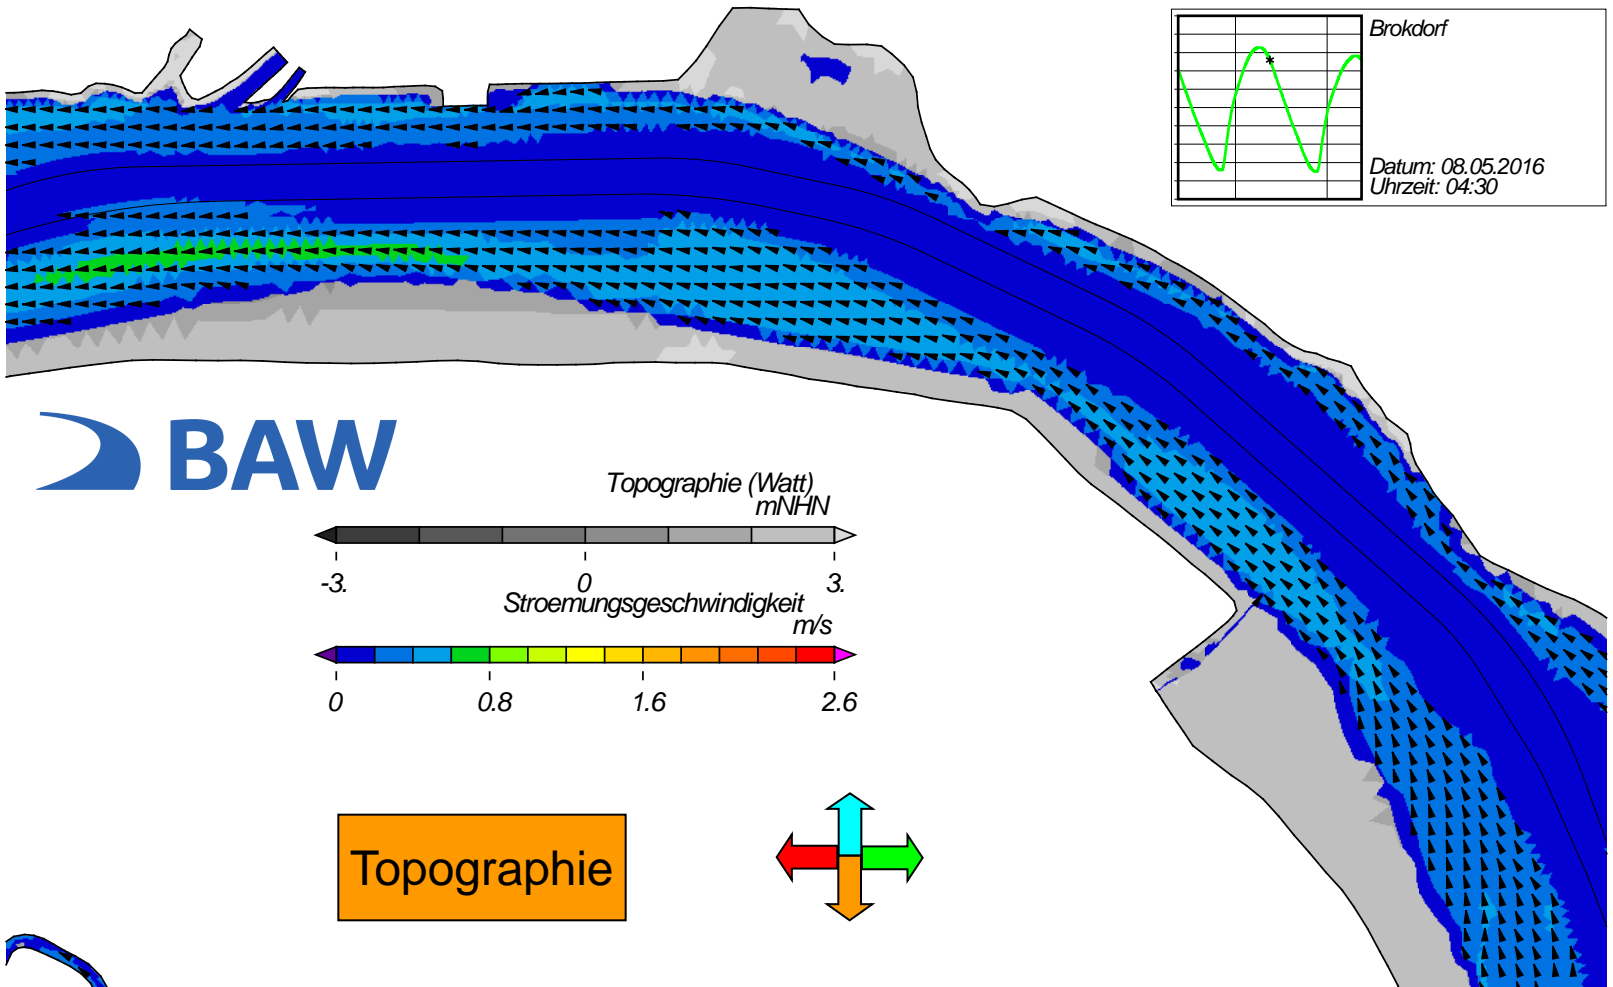 Brokdorf
Datum: 08.05.2016
Uhrzeit: 04:30
BAW
Topographie (Watt)
mNHN
-3. 0 3.
Stroemungsgeschwindigkeit
m/s
0 0.8 1.6 2.6
Topographie